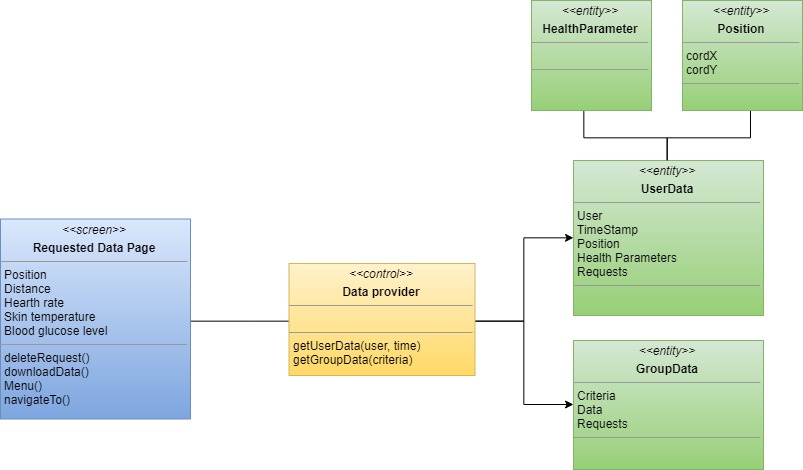 <<entity>>
HealthParameter
<<entity>>
Position
cordX
cordY
<<entity>>
UserData
User
TimeStamp
Position
Health Parameters
Requests
<<screen>>
Requested Data Page
Position
Distance
Hearth rate
Skin temperature
Blood glucose level
deleteRequest()
downloadData()
Menu()
navigateTo()
<<control>>
Data provider
getUserData(user, time)
getGroupData(criteria)
<<entity>>
GroupData
Criteria
Data
Requests